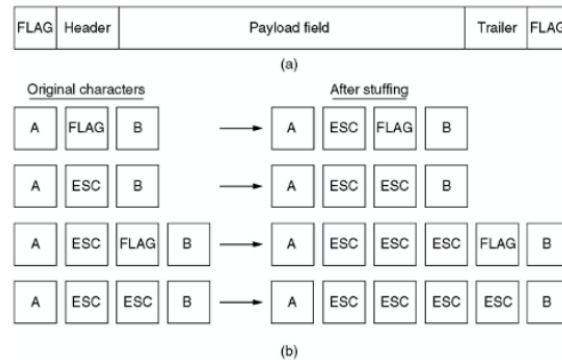 FLAG Header Payload field Trailer FLAG
(a)
Original characters After stuffing
A FLAG B A ESC FLAG B
A ESC B A ESC ESC B
A ESC FLAG B A ESC ESC ESC FLAG B
A ESC ESC B A ESC ESC ESC ESC B
(b)